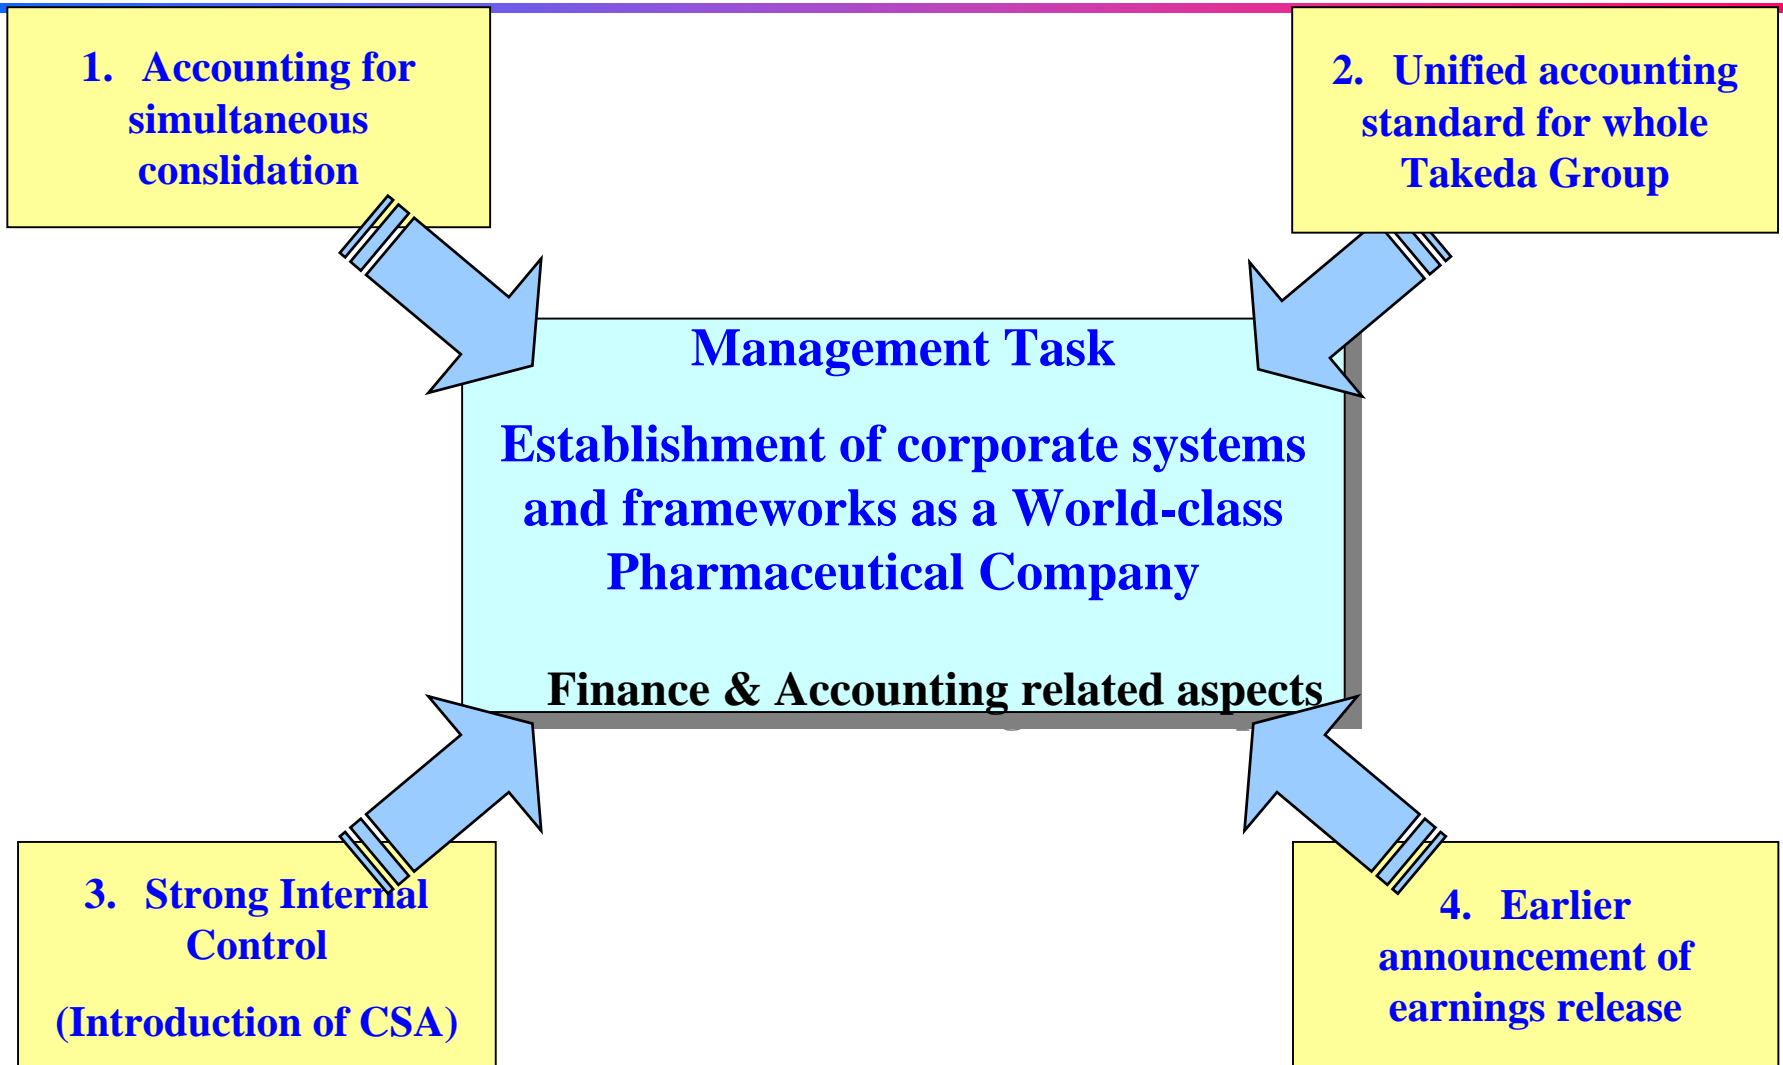 1. Accounting for
simultaneous
conslidation
2. Unified accounting
standard for whole
Takeda Group
Management Task
Establishment of corporate systems
and frameworks as a World-class
Pharmaceutical Company
Finance & Accounting related aspects
3. Strong Internal
Control
(Introduction of CSA)
4. Earlier
announcement of
earnings release